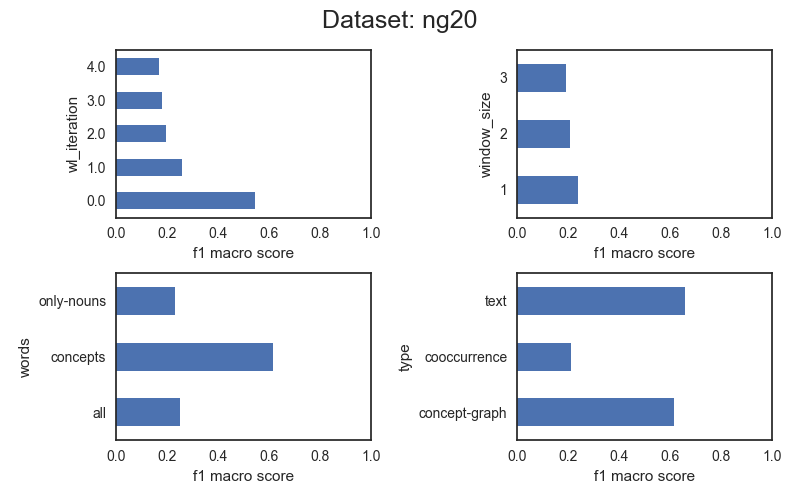 Dataset: ng20
wl_iteration
4.0
3.0
2.0
1.0
0.0
0.0 0.2 0.4 0.6 0.8 1.0
f1 macro score
window_size
3
2
1
0.0 0.2 0.4 0.6 0.8 1.0
f1 macro score
words
only-nouns
concepts
all
0.0 0.2 0.4 0.6 0.8 1.0
f1 macro score
type
text
cooccurrence
concept-graph
0.0 0.2 0.4 0.6 0.8 1.0
f1 macro score